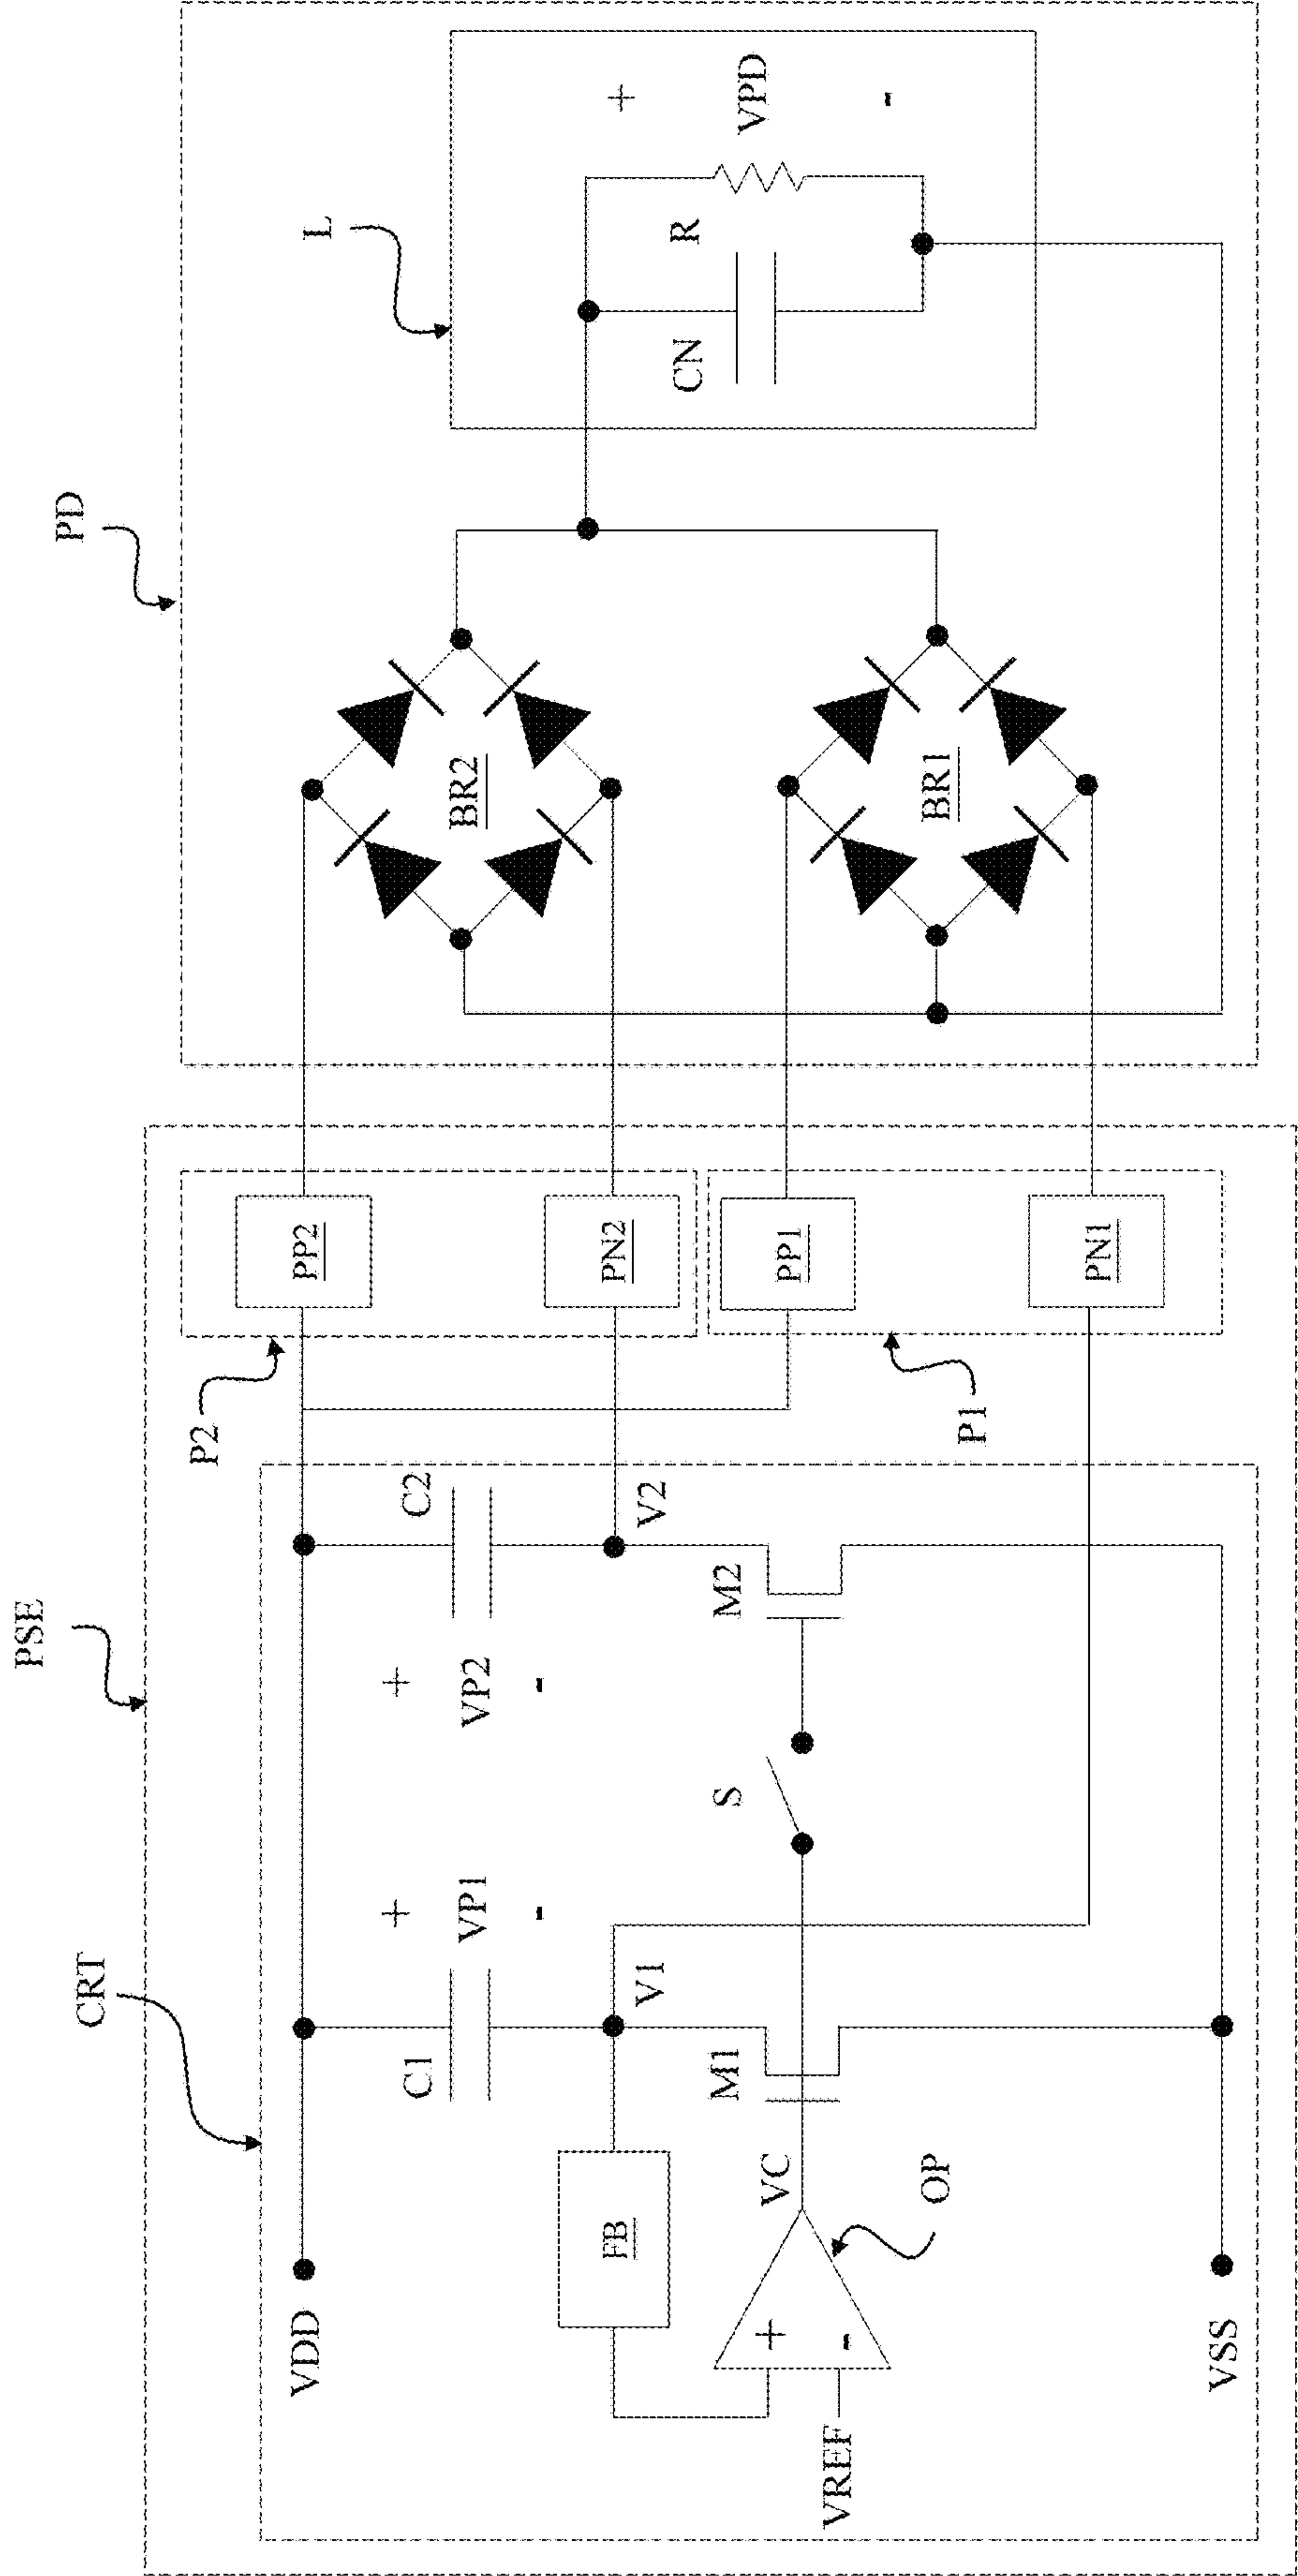 PSE
PD
CRT
P2
L
VDD
C1
+
VP1
-
+
VP2
-
C2
PP2
BR2
+
VPD
-
R
CN
FB
V1
V2
PN2
+
-
VREF
VC
OP
M1
S
M2
PP1
BR1
P1
PN1
VSS